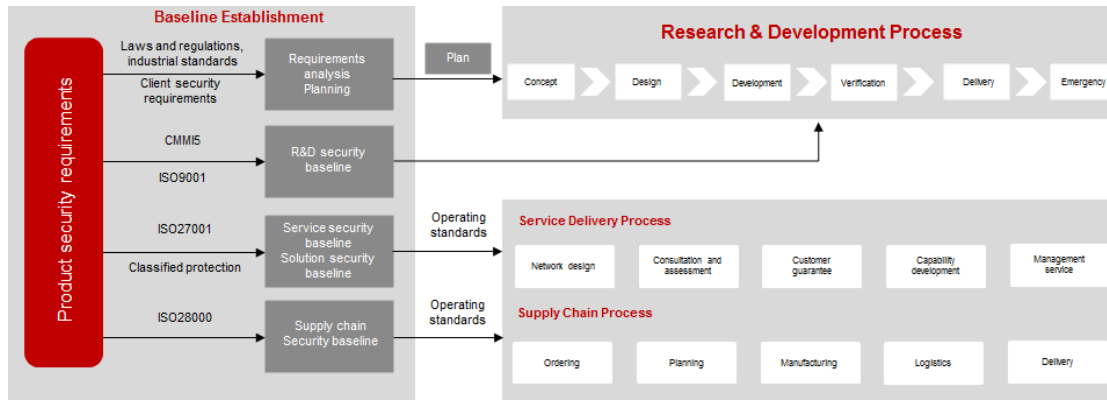 Baseline Establishment
Product security requirements
Laws and regulations,
industrial standards
Client security
requirements
Requirements
analysis
Planning
CMMI5
ISO9001
R&D security
baseline
ISO27001
Classified protection
Service security
baseline
Solution security
baseline
ISO28000
Supply chain
Security baseline
Plan
Operating
standards
Operating
standards
Research & Development Process
Concept
Design
Development
Verification
Delivery
Emergency
Service Delivery Process
Network design
Consultation and
assessment
Customer
guarantee
Capability
development
Management
service
Supply Chain Process
Ordering
Planning
Manufacturing
Logistics
Delivery